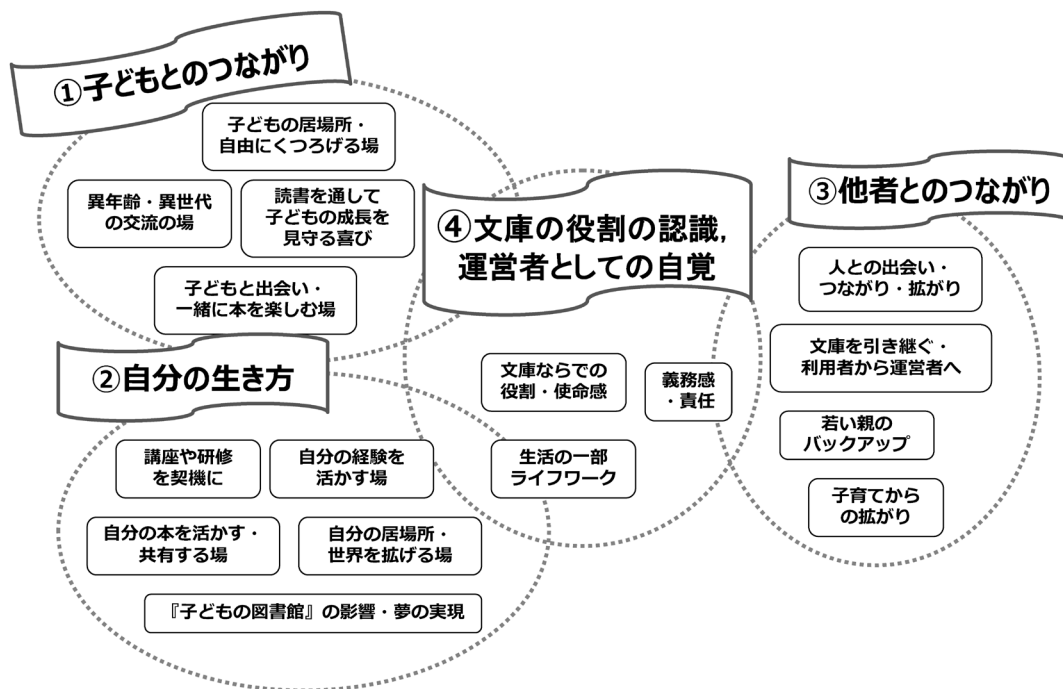 ①子どもとのつながり
子どもの居場所・
自由にくつろげる場
異年齢・異世代
の交流の場
読書を通して
子どもの成長を
見守る喜び
子どもと出会い・
一緒に本を楽しむ場
②自分の生き方
講座や研修
を契機に
自分の経験を
活かす場
自分の本を活かす・
共有する場
自分の居場所・
世界を拡げる場
『子どもの図書館』の影響・夢の実現
④文庫の役割の認識,
運営者としての自覚
文庫ならでの
役割・使命感
義務感
・責任
生活の一部
ライフワーク
③他者とのつながり
人との出会い・
つながり・拡がり
文庫を引き継ぐ・
利用者から運営者へ
若い親の
バックアップ
子育てから
の拡がり